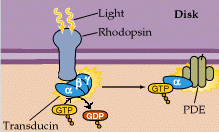 Light
Disk
Rhodopsin
β γ
α
α
GTP
GTP
GDP
PDE
Transducin